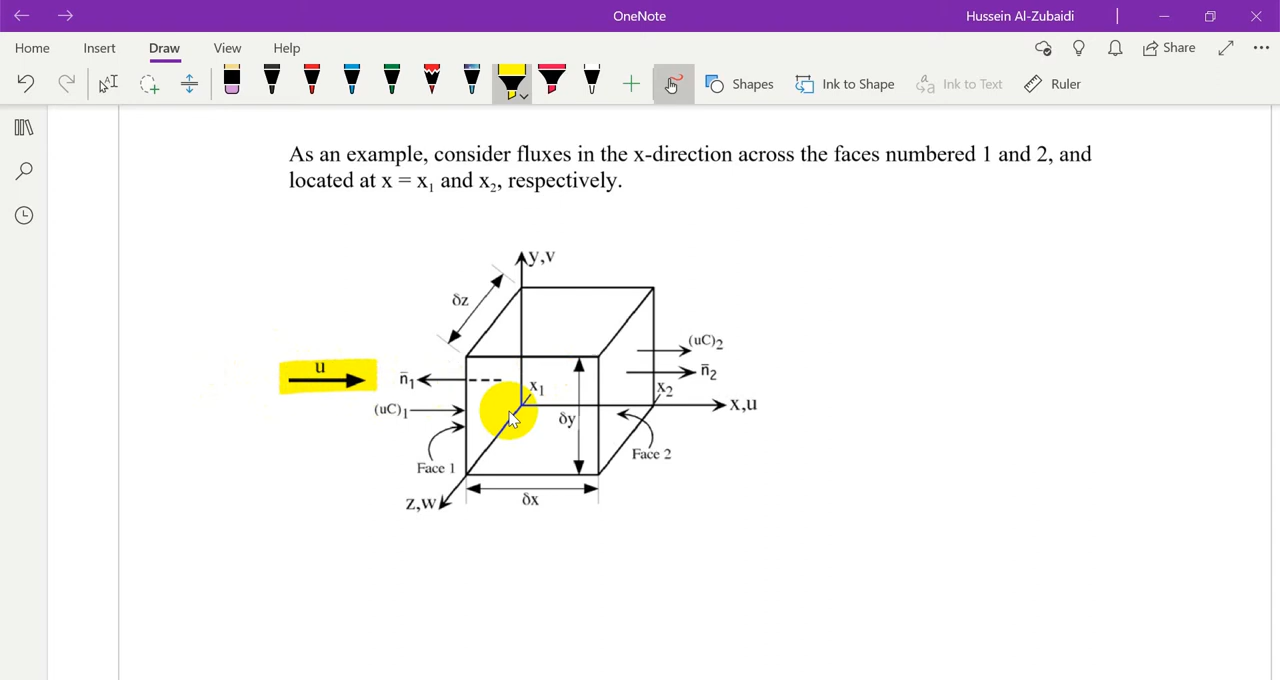 OneNote
Hussein Al-Zubaidi
Home Insert Draw View Help
Share
Shapes Ink to Shape Ink to Text Ruler
As an example, consider fluxes in the x-direction across the faces numbered 1 and 2, and
located at x = x₁ and x₂, respectively.
y,v
δz
(uC)₂
u
n̄₁
n̄₂
x₁
x₂
(uC)₁
x,u
δy
Face 1
Face 2
z,w
δx